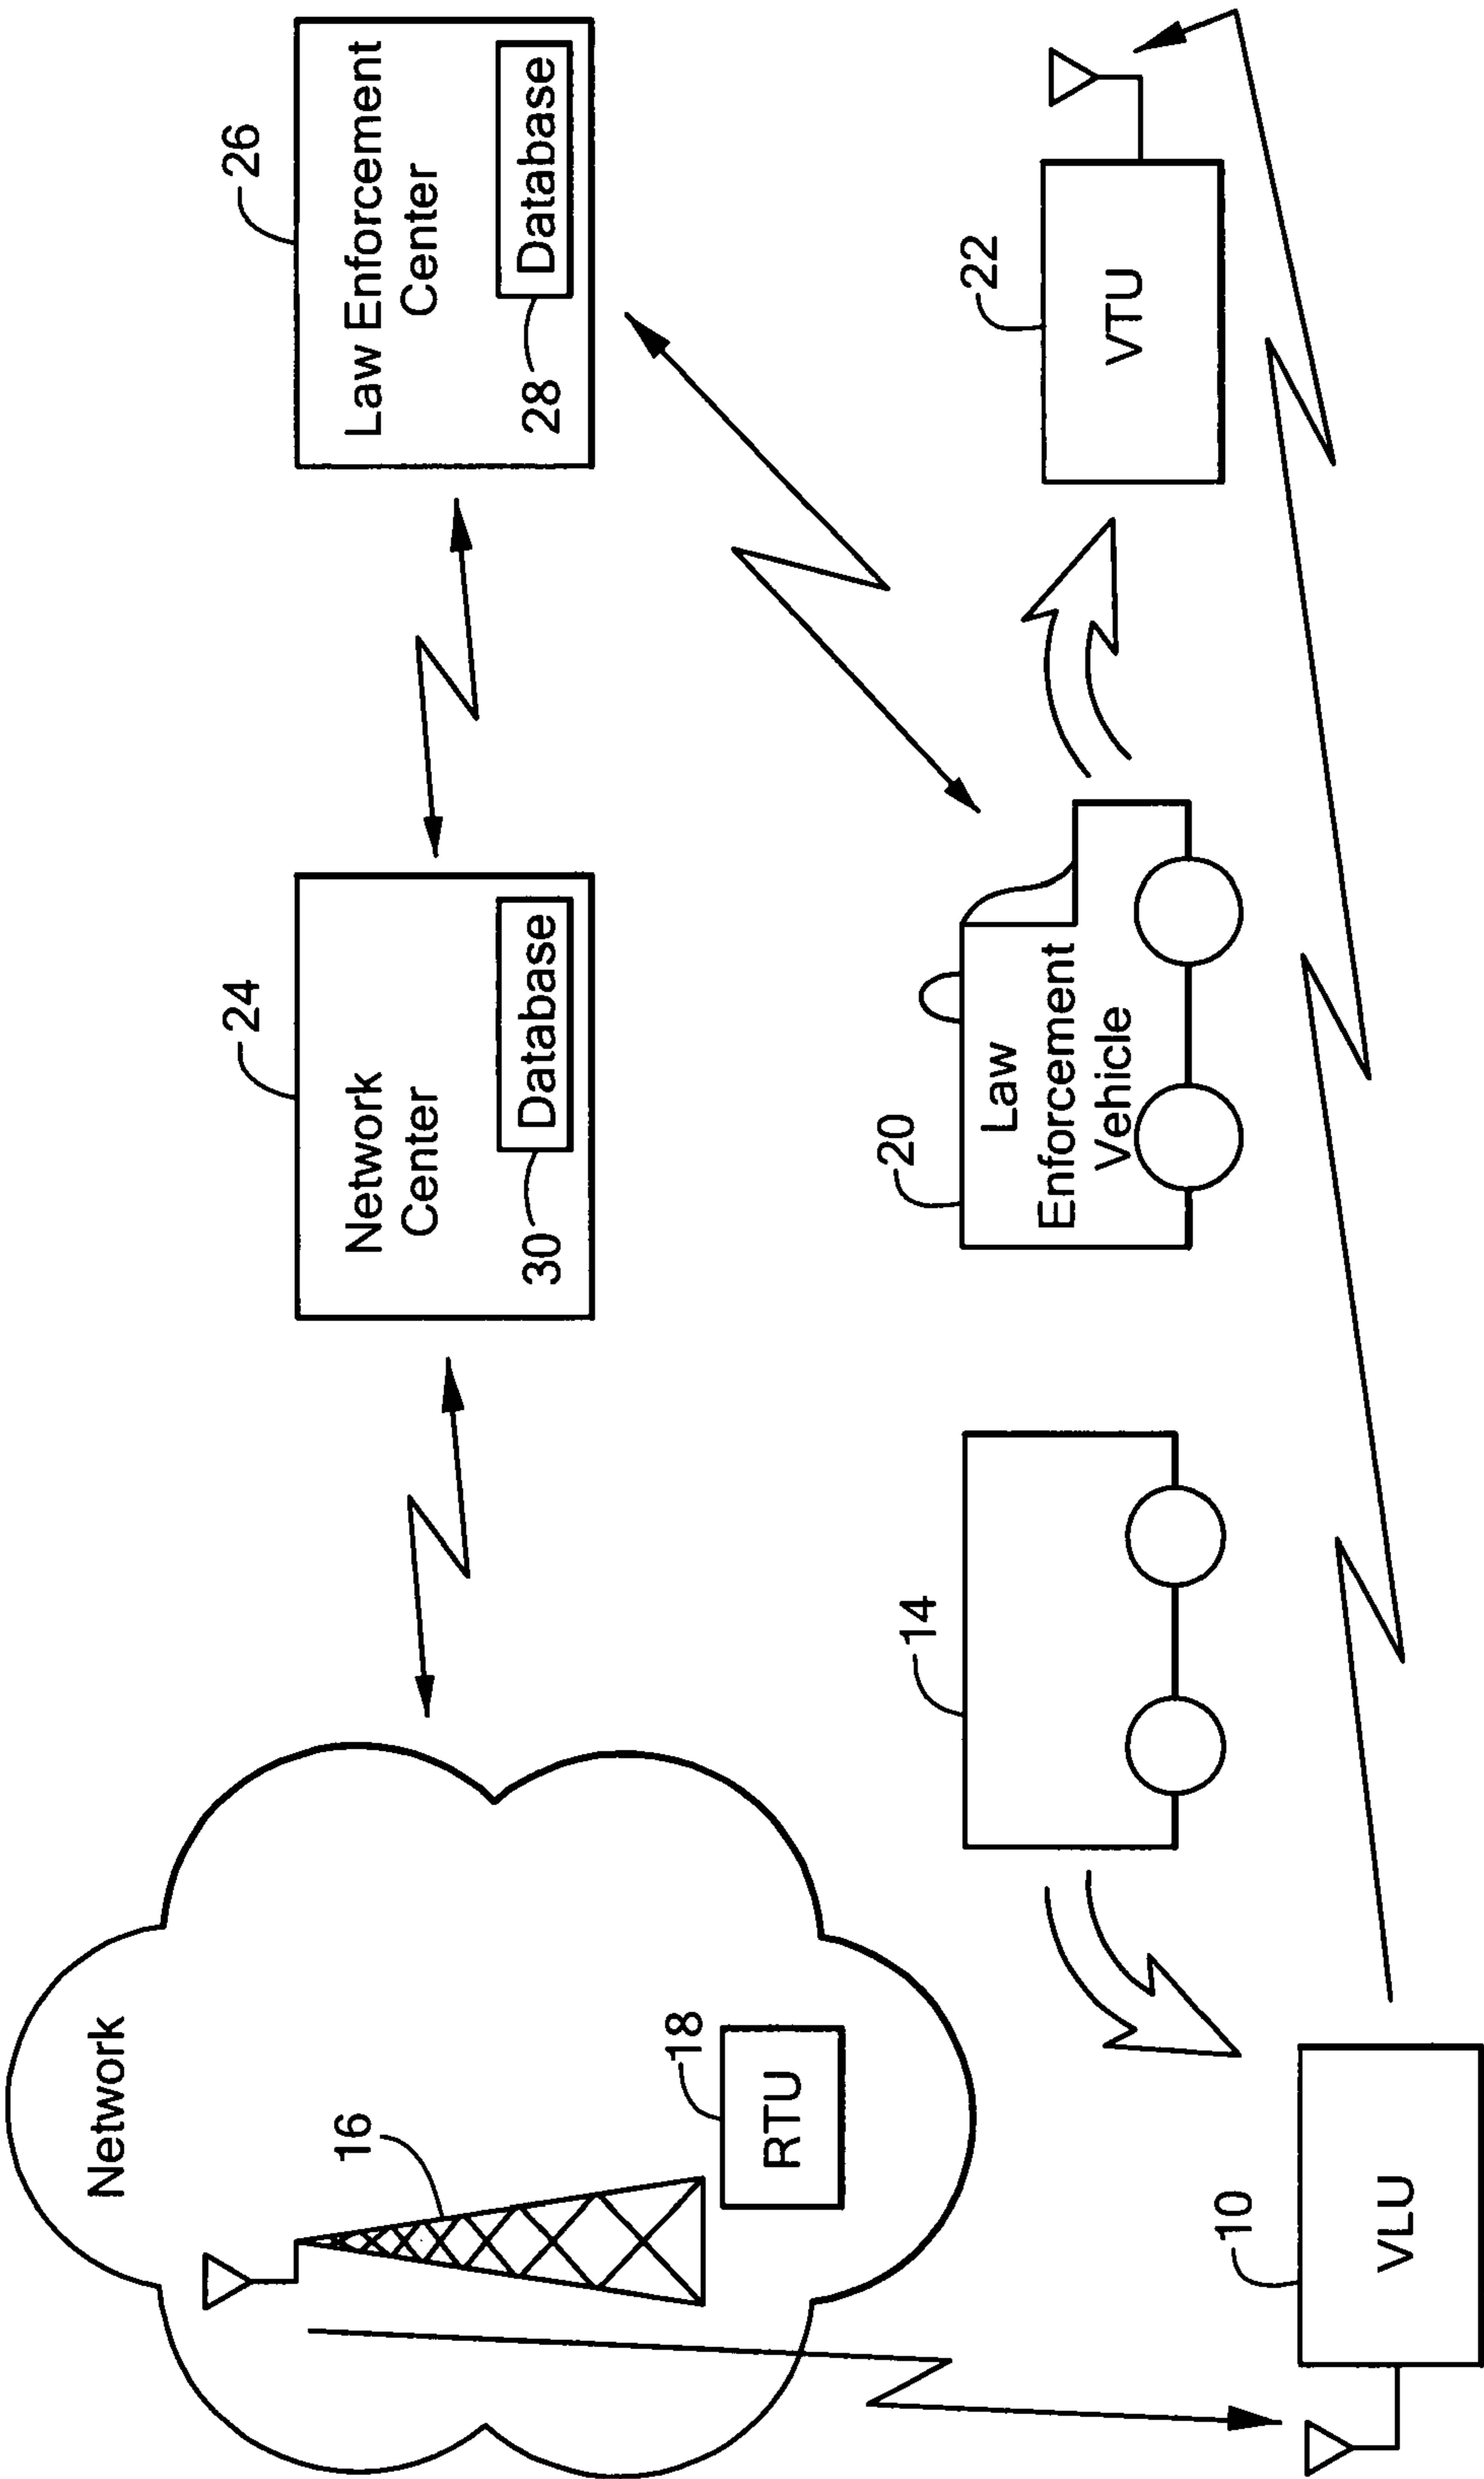 Network
16
18
RTU
24
Network
Center
30
Database
26
Law Enforcement
Center
28
Database
10
VLU
14
20
Law
Enforcement
Vehicle
22
VTU